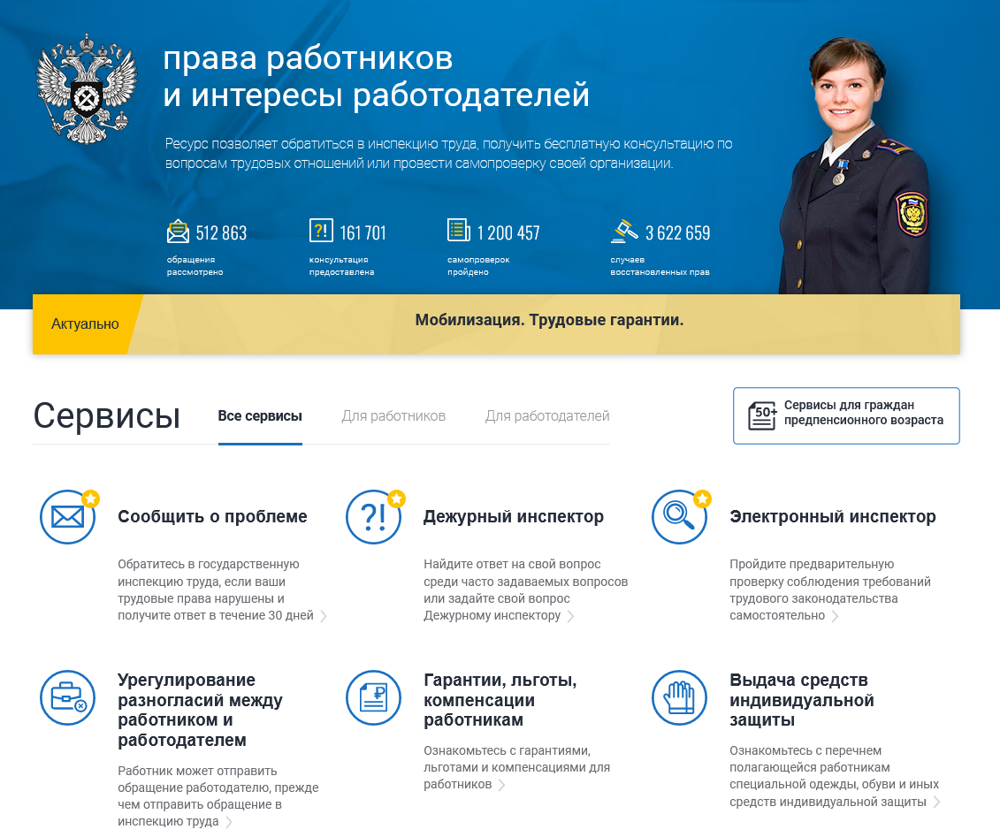 права работников
и интересы работодателей
Ресурс позволяет обратиться в инспекцию труда, получить бесплатную консультацию по
вопросам трудовых отношений или провести самопроверку своей организации.
512 863
обращения
рассмотрено
?!
161 701
консультация
предоставлена
1 200 457
самопроверок
пройдено
3 622 659
случаев
восстановленных прав
Актуально
Мобилизация. Трудовые гарантии.
Сервисы
Все сервисы
Для работников
Для работодателей
50+
Сервисы для граждан
предпенсионного возраста
Сообщить о проблеме
Обратитесь в государственную
инспекцию труда, если ваши
трудовые права нарушены и
получите ответ в течение 30 дней
?!
Дежурный инспектор
Найдите ответ на свой вопрос
среди часто задаваемых вопросов
или задайте свой вопрос
Дежурному инспектору
Электронный инспектор
Пройдите предварительную
проверку соблюдения требований
трудового законодательства
самостоятельно
Урегулирование
разногласий между
работником и
работодателем
Работник может отправить
обращение работодателю, прежде
чем отправить обращение в
инспекцию труда
₽
Гарантии, льготы,
компенсации
работникам
Ознакомьтесь с гарантиями,
льготами и компенсациями для
работников
Выдача средств
индивидуальной
защиты
Ознакомьтесь с перечнем
полагающейся работникам
специальной одежды, обуви и иных
средств индивидуальной защиты